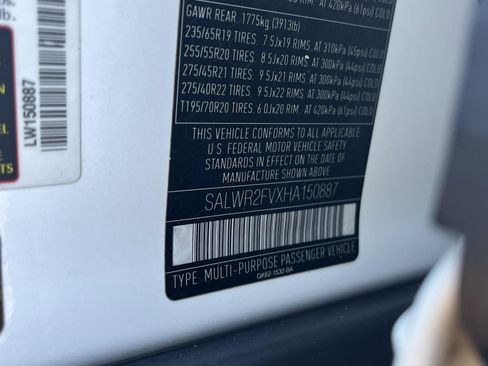 GAWR REAR 1775kg (3913lb)
235/65R19 TIRES. 7.5Jx19 RIMS. AT 310kPa (45psi) COLD
255/55R20 TIRES. 8.5Jx20 RIMS. AT 300kPa (44psi) COLD
275/45R21 TIRES. 9.5Jx21 RIMS. AT 300kPa (44psi) COLD
275/40R22 TIRES. 9.5Jx22 RIMS. AT 300kPa (44psi) COLD
T195/70R20 TIRES. 6.0Jx20 RIM. AT 420kPa (61psi) COLD
THIS VEHICLE CONFORMS TO ALL APPLICABLE
U.S. FEDERAL MOTOR VEHICLE SAFETY
STANDARDS IN EFFECT ON THE DATE OF
MANUFACTURE SHOWN ABOVE
SALWR2FVXHA150887
TYPE MULTI-PURPOSE PASSENGER VEHICLE
GK62-1532-BA
LW150887
lb.